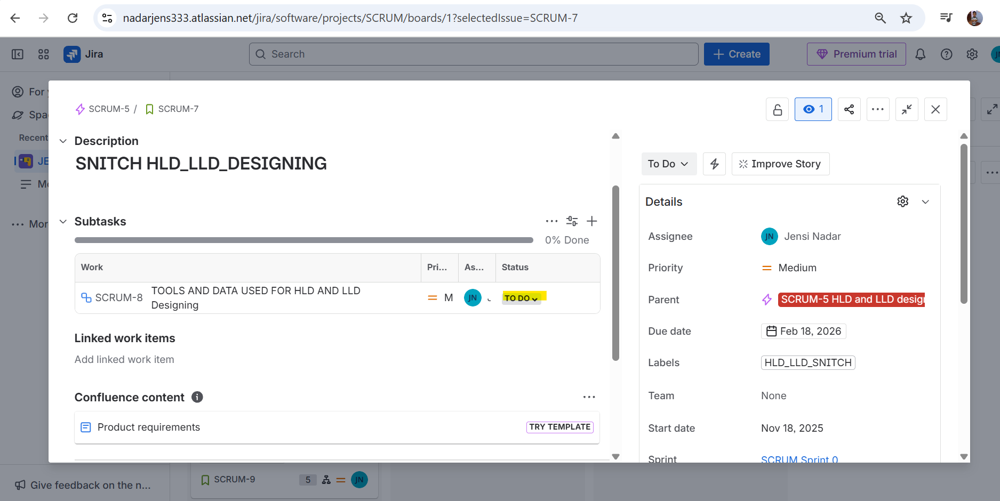 nadarjens333.atlassian.net/jira/software/projects/SCRUM/boards/1?selectedIssue=SCRUM-7
Jira
Search
Create
Premium trial
For
Recent
SCRUM-5 / SCRUM-7
1
Description
SNITCH HLD_LLD_DESIGNING
To Do
Improve Story
Subtasks
0% Done
Details
Work Pri... As... Status
SCRUM-8 TOOLS AND DATA USED FOR HLD AND LLD
Designing
M JN TO DO
Assignee JN Jensi Nadar
Priority Medium
Parent SCRUM-5 HLD and LLD desig
Due date Feb 18, 2026
Labels HLD_LLD_SNITCH
Team None
Start date Nov 18, 2025
Sprint SCRUM Sprint 0
Linked work items
Add linked work item
Confluence content
Product requirements TRY TEMPLATE
SCRUM-9 5 JN
Give feedback on the n...